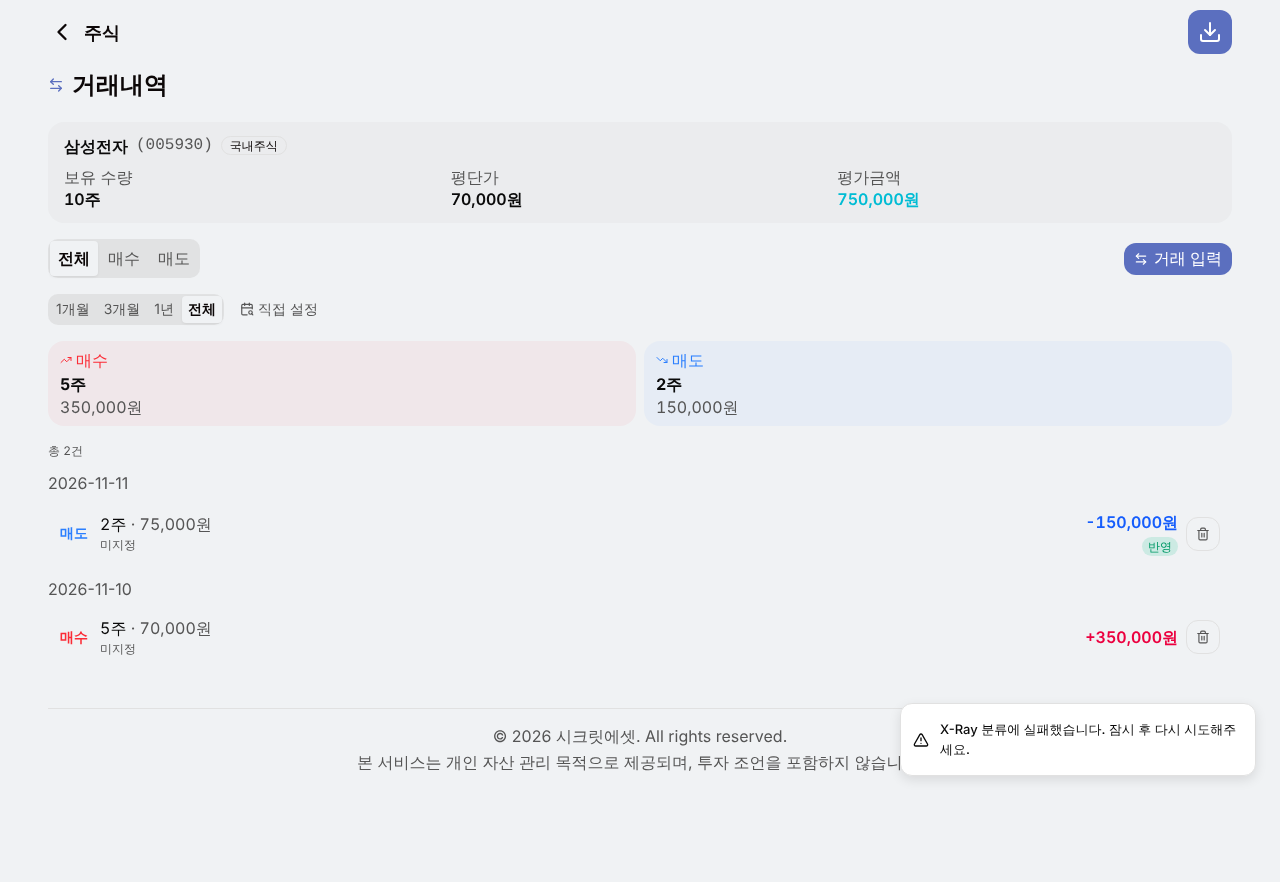 주식
거래내역
삼성전자 (005930) 국내주식
보유 수량 평단가 평가금액
10주 70,000원 750,000원
전체 매수 매도 거래 입력
1개월 3개월 1년 전체 직접 설정
매수
5주
350,000원
매도
2주
150,000원
총 2건
2026-11-11
매도 2주 · 75,000원 -150,000원
미지정 반영
2026-11-10
매수 5주 · 70,000원 +350,000원
미지정
© 2026 시크릿에셋. All rights reserved.
본 서비스는 개인 자산 관리 목적으로 제공되며, 투자 조언을 포함하지 않습니
X-Ray 분류에 실패했습니다. 잠시 후 다시 시도해주
세요.